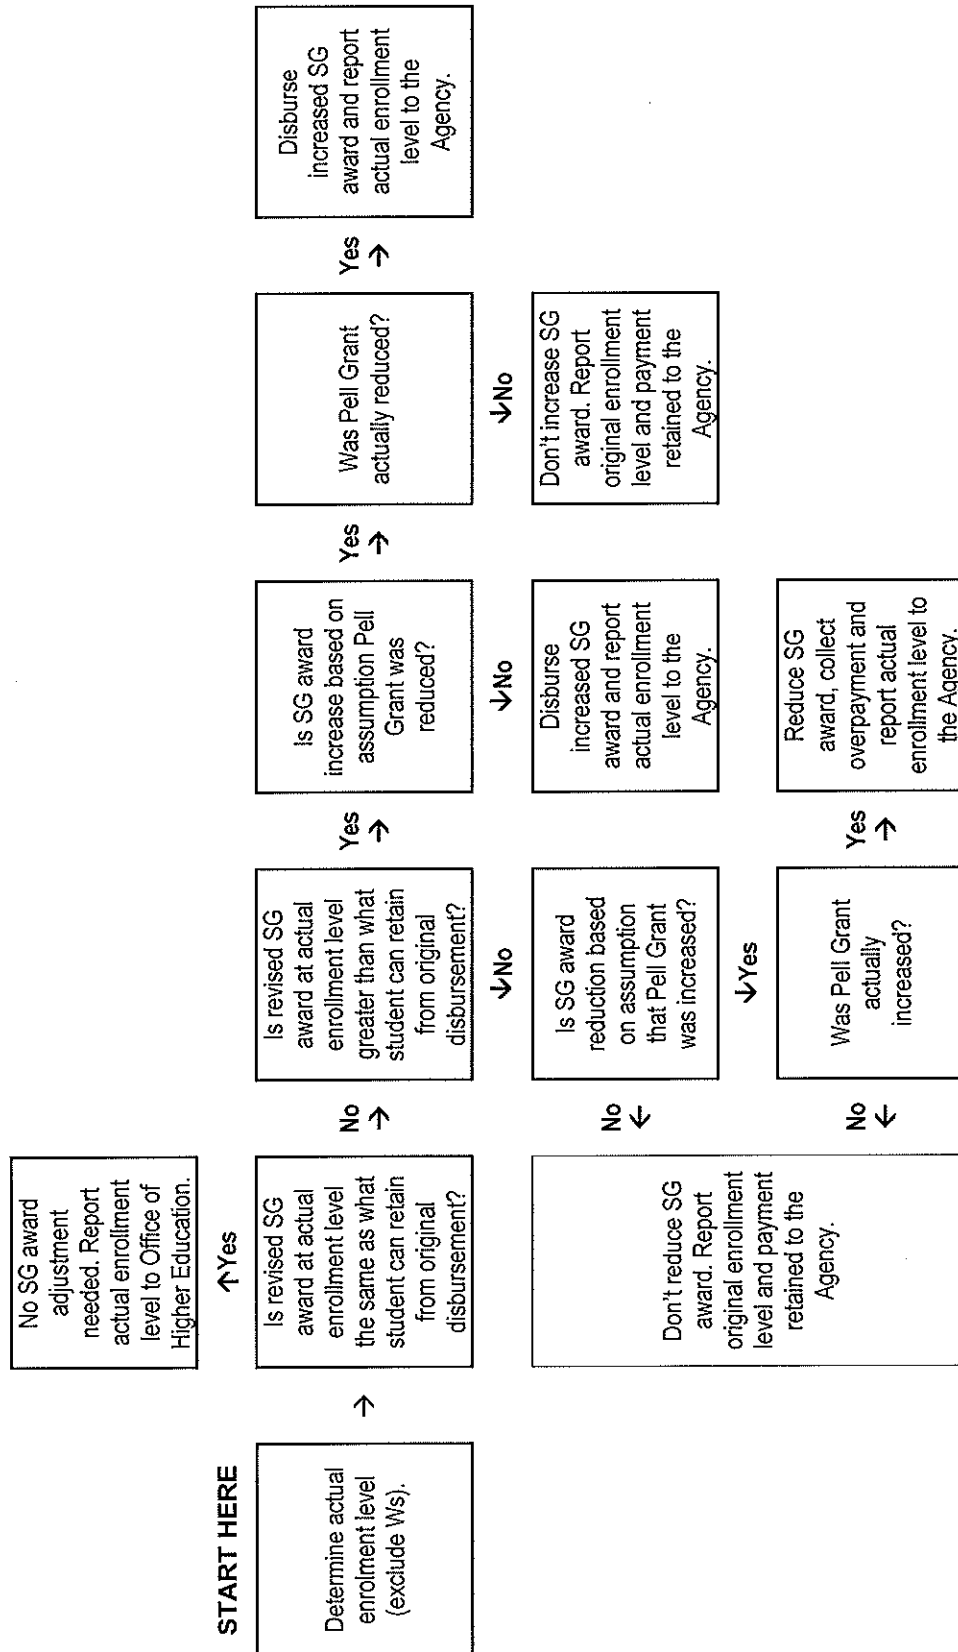 START HERE
Determine actual
enrolment level
(exclude Ws).
→
No SG award
adjustment
needed. Report
actual enrollment
level to Office of
Higher Education.
↑Yes
Is revised SG
award at actual
enrollment level
the same as what
student can retain
from original
disbursement?
No
→
Is revised SG
award at actual
enrollment level
greater than what
student can retain
from original
disbursement?
Yes
→
Is SG award
increase based on
assumption Pell
Grant was
reduced?
Yes
→
Was Pell Grant
actually reduced?
Yes
→
Disburse
increased SG
award and report
actual enrollment
level to the
Agency.
↓No
Is SG award
reduction based
on assumption
that Pell Grant
was increased?
↓No
Disburse
increased SG
award and report
actual enrollment
level to the
Agency.
↓No
Don't increase SG
award. Report
original enrollment
level and payment
retained to the
Agency.
No
←
Don't reduce SG
award. Report
original enrollment
level and payment
retained to the
Agency.
↓Yes
Was Pell Grant
actually
increased?
No
←
Yes
→
Reduce SG
award, collect
overpayment and
report actual
enrollment level to
the Agency.